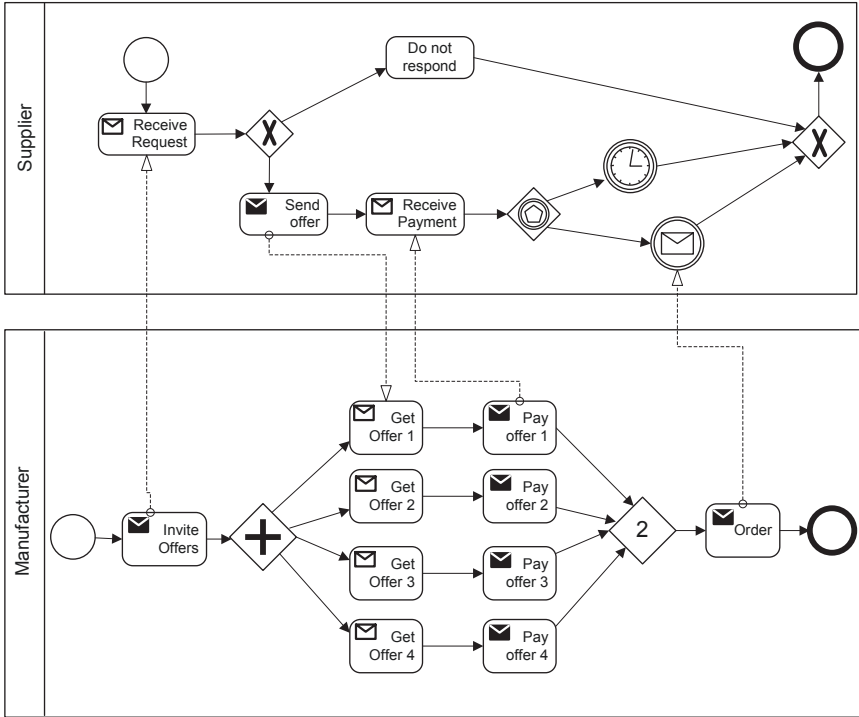 Supplier
Do not
respond
Receive
Request
X
X
Send
offer
Receive
Payment
Manufacturer
Get
Offer 1
Pay
offer 1
Get
Offer 2
Pay
offer 2
Invite
Offers
2
Order
Get
Offer 3
Pay
offer 3
Get
Offer 4
Pay
offer 4